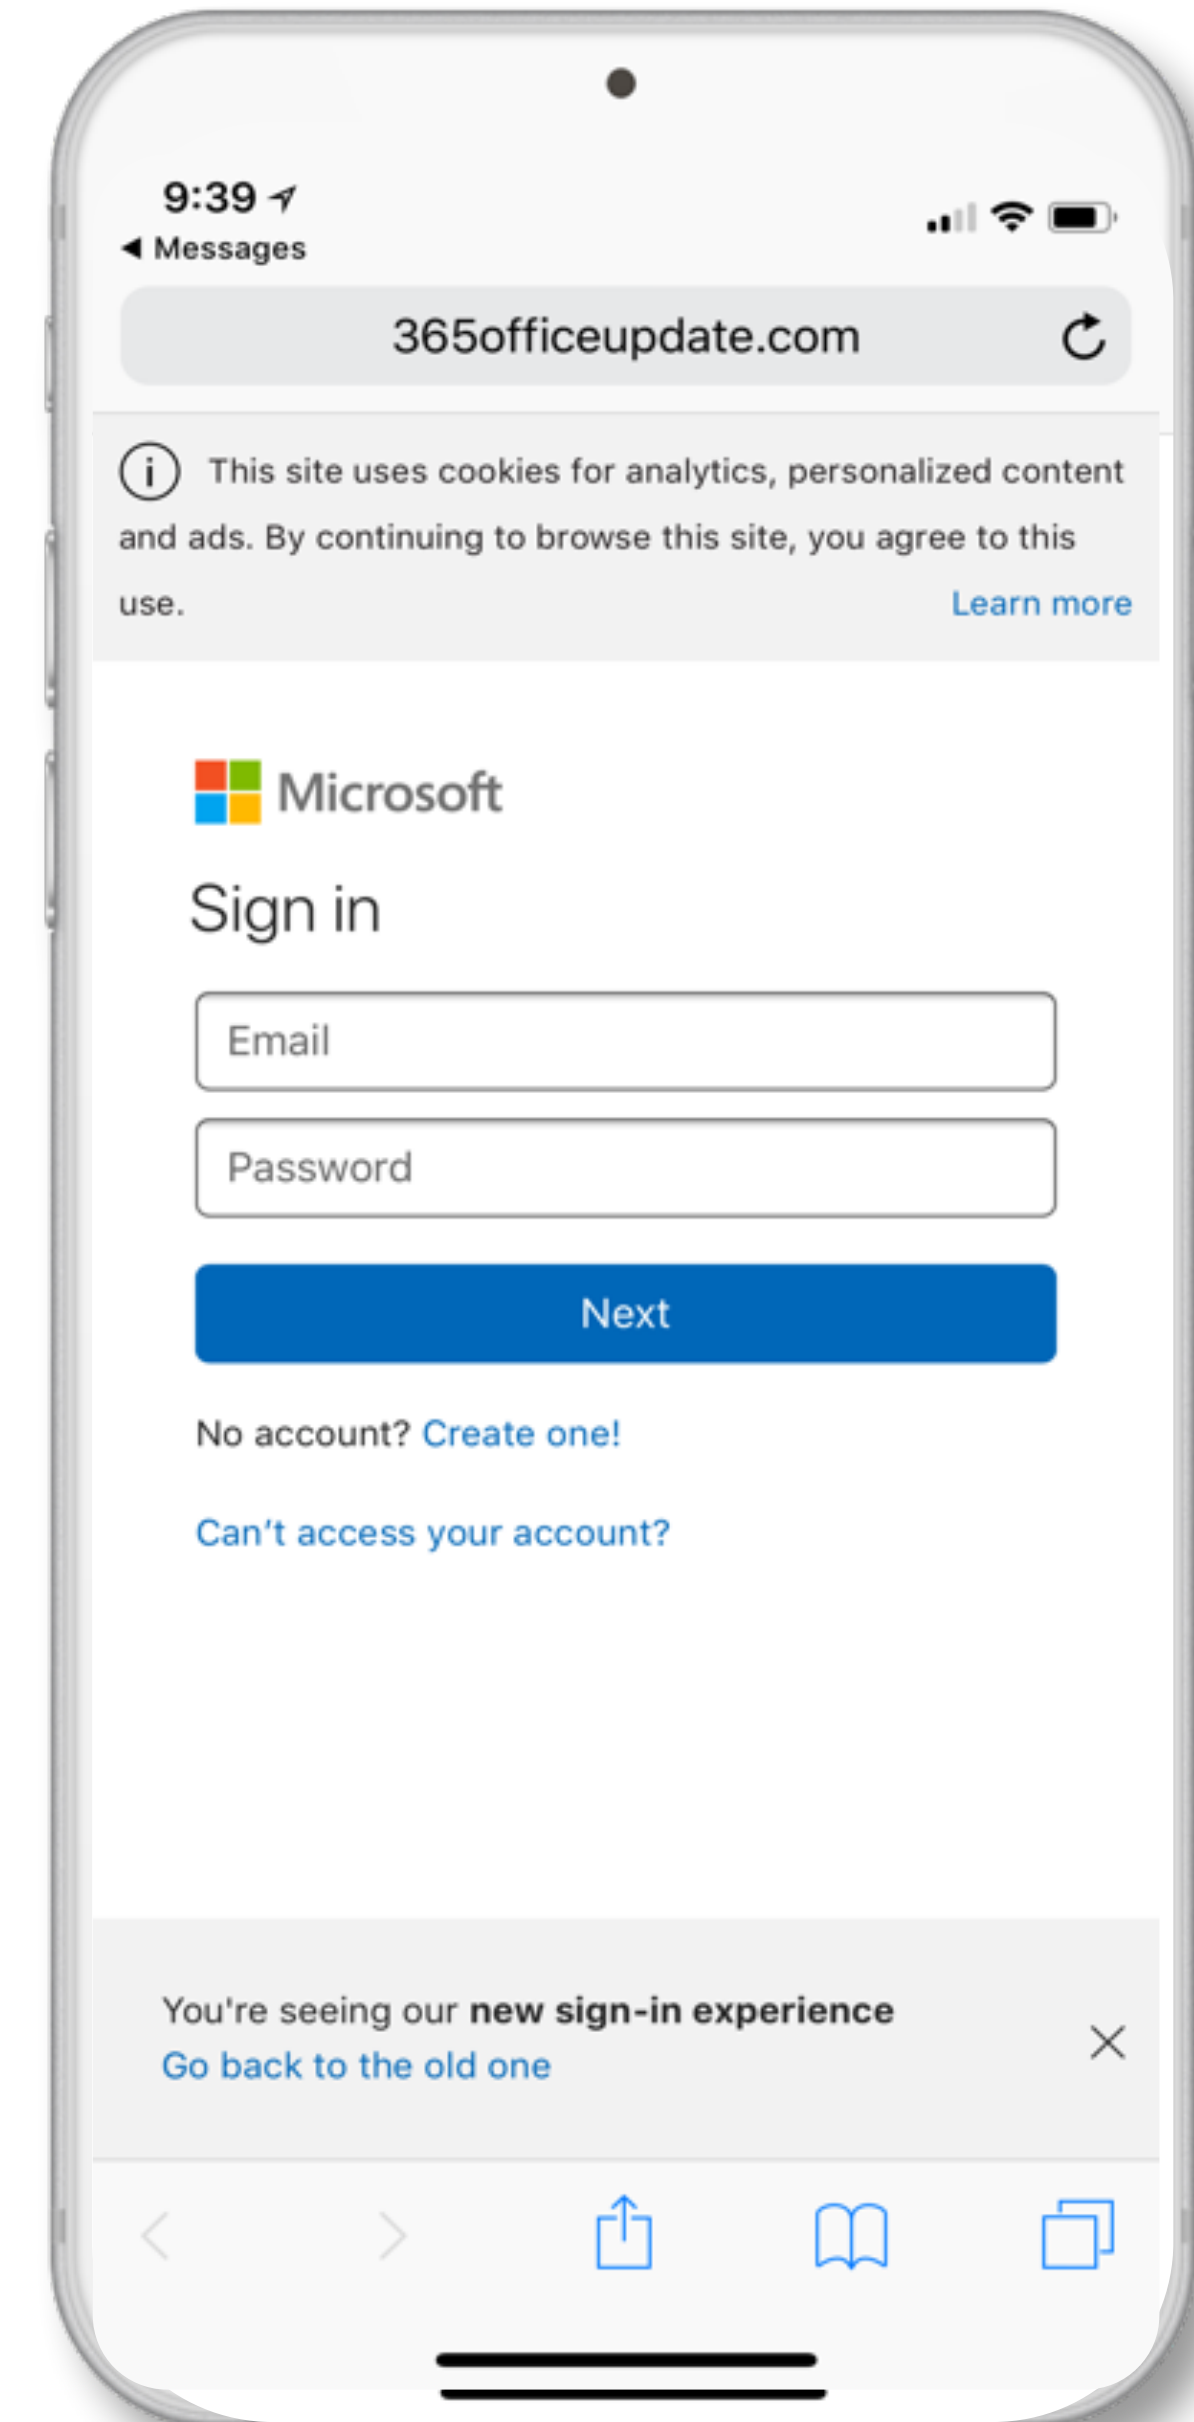 9:39
Messages
365officeupdate.com
This site uses cookies for analytics, personalized content
and ads. By continuing to browse this site, you agree to this
use. Learn more
Microsoft
Sign in
Email
Password
Next
No account? Create one!
Can't access your account?
You're seeing our new sign-in experience
Go back to the old one